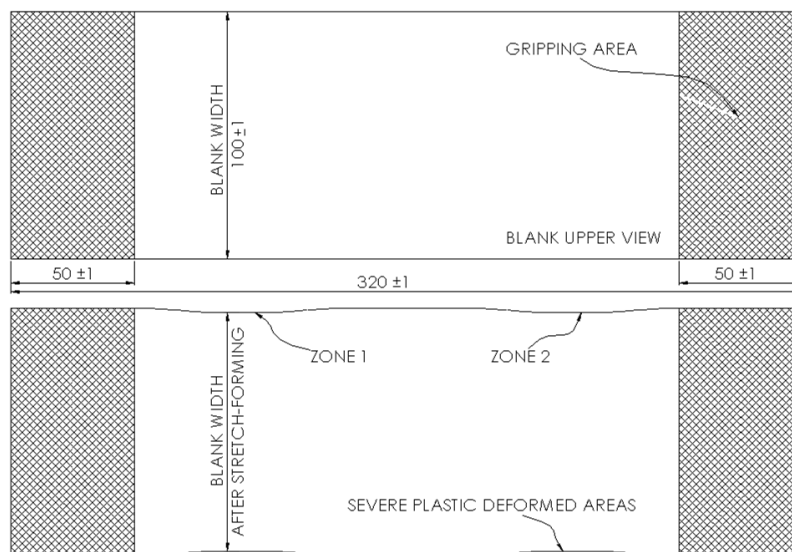 GRIPPING AREA
BLANK WIDTH
100 ±1
BLANK UPPER VIEW
50 ±1
320 ±1
50 ±1
ZONE 1
ZONE 2
BLANK WIDTH
AFTER STRETCH-FORMING
SEVERE PLASTIC DEFORMED AREAS